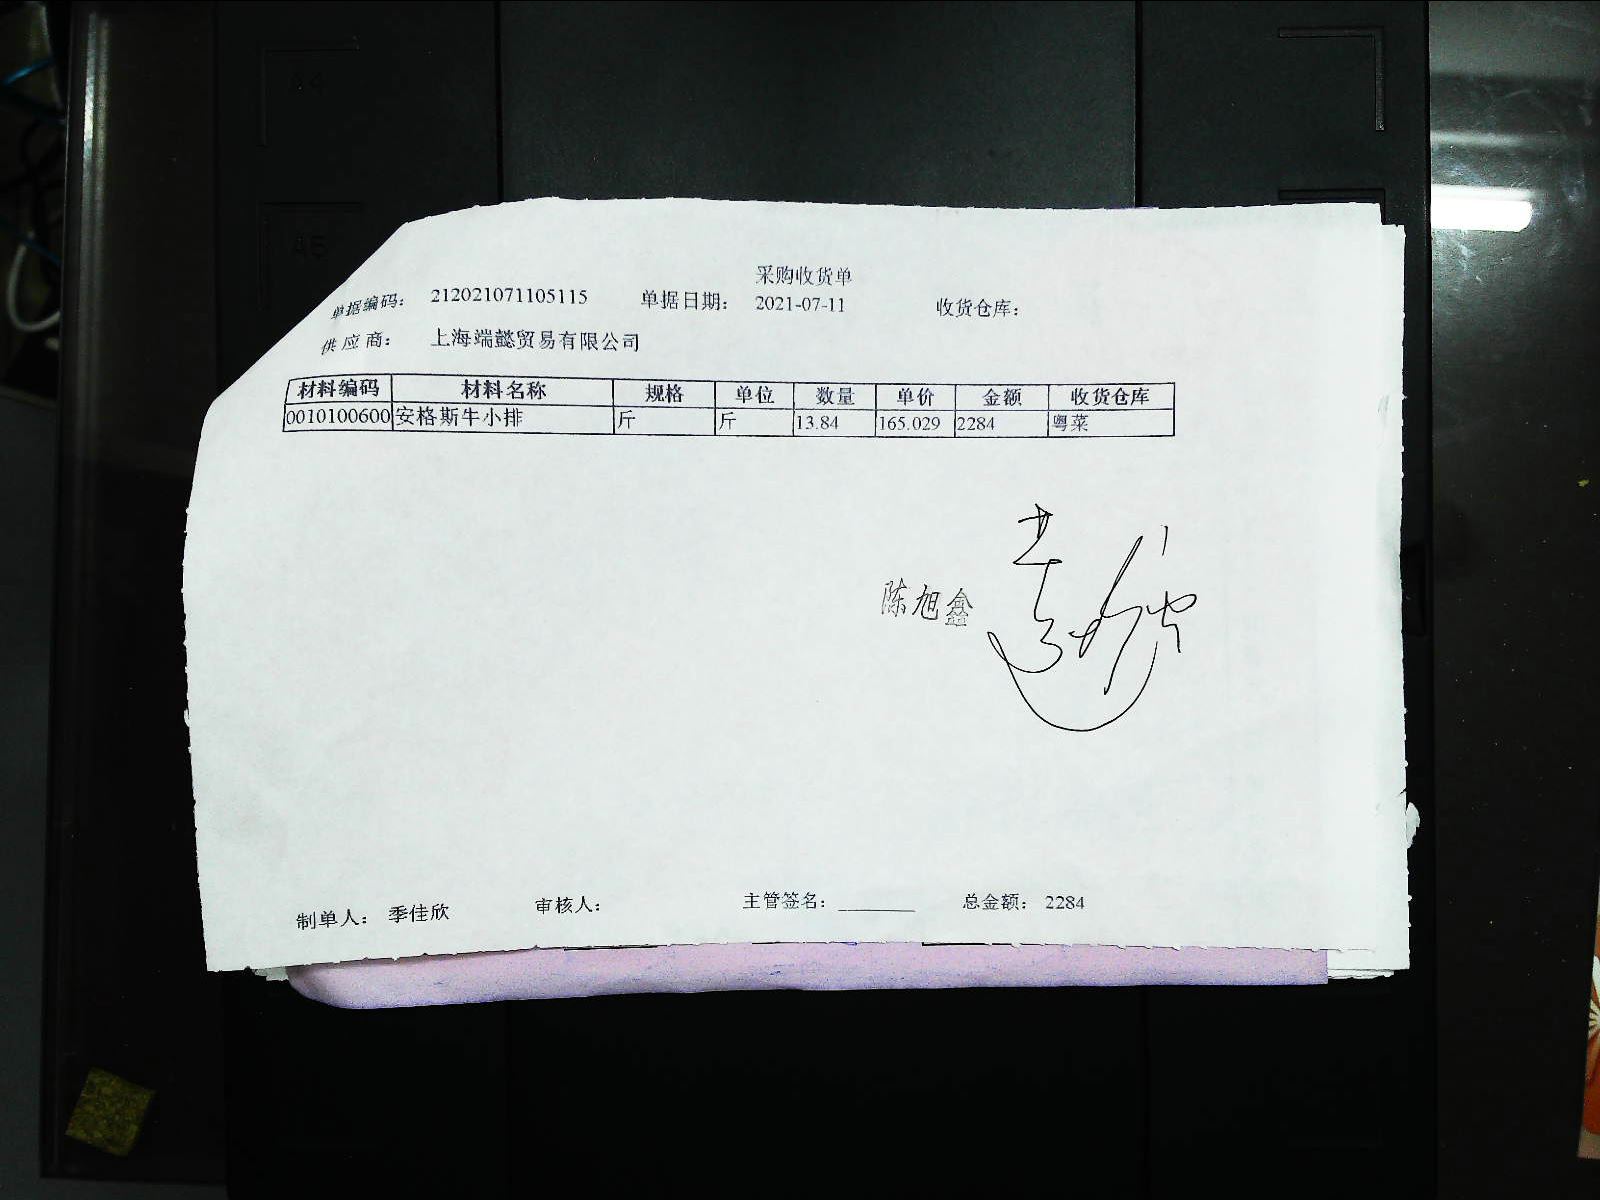 采购收货单
单据编码： 212021071105115 单据日期： 2021-07-11 收货仓库：
供应商： 上海端懿贸易有限公司
材料编码 材料名称 规格 单位 数量 单价 金额 收货仓库
0010100600 安格斯牛小排 斤 斤 13.84 165.029 2284 粤菜
陈旭鑫
制单人： 季佳欣 审核人： 主管签名： 总金额： 2284